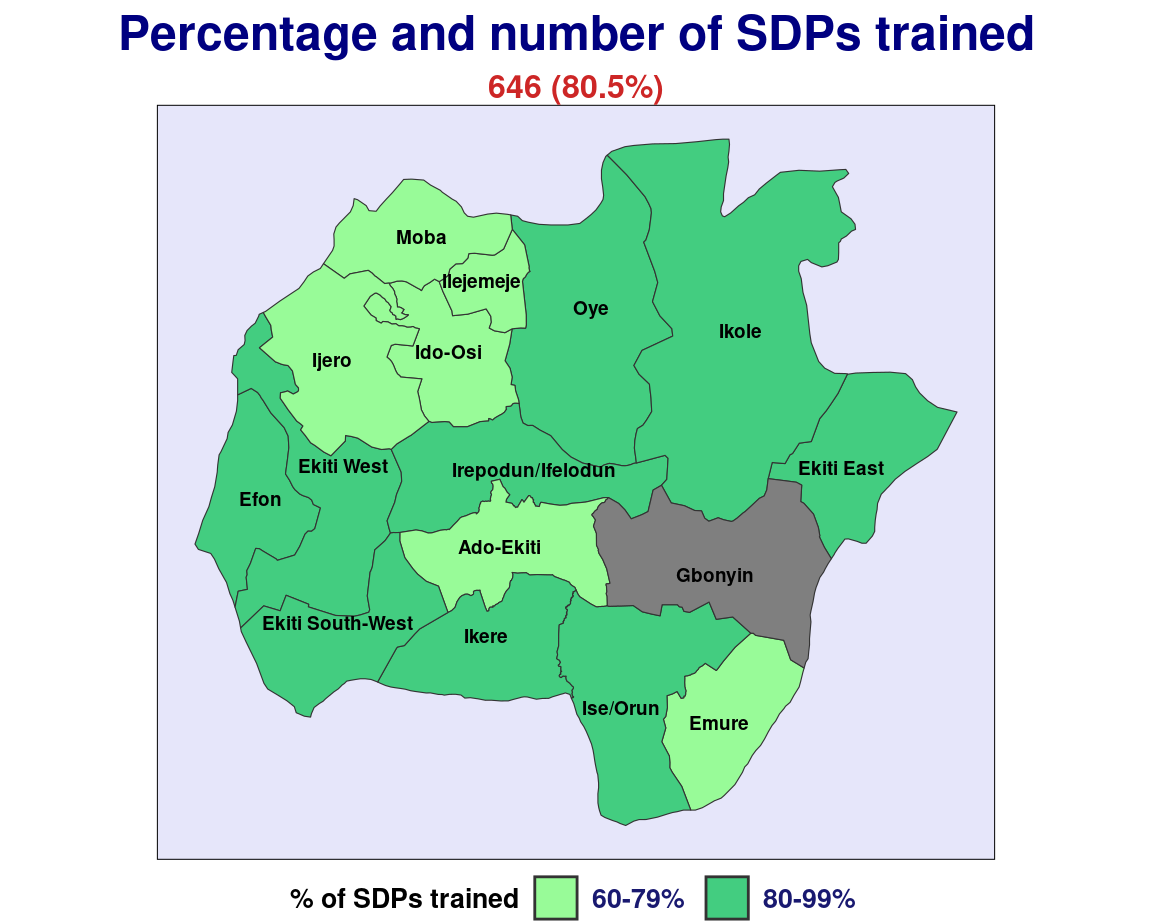 Percentage and number of SDPs trained
646 (80.5%)
Moba
Ilejemeje
Oye
Ikole
Ijero
Ido-Osi
Ekiti West
Irepodun/Ifelodun
Ekiti East
Efon
Ado-Ekiti
Gbonyin
Ekiti South-West
Ikere
Ise/Orun
Emure
% of SDPs trained 60-79% 80-99%